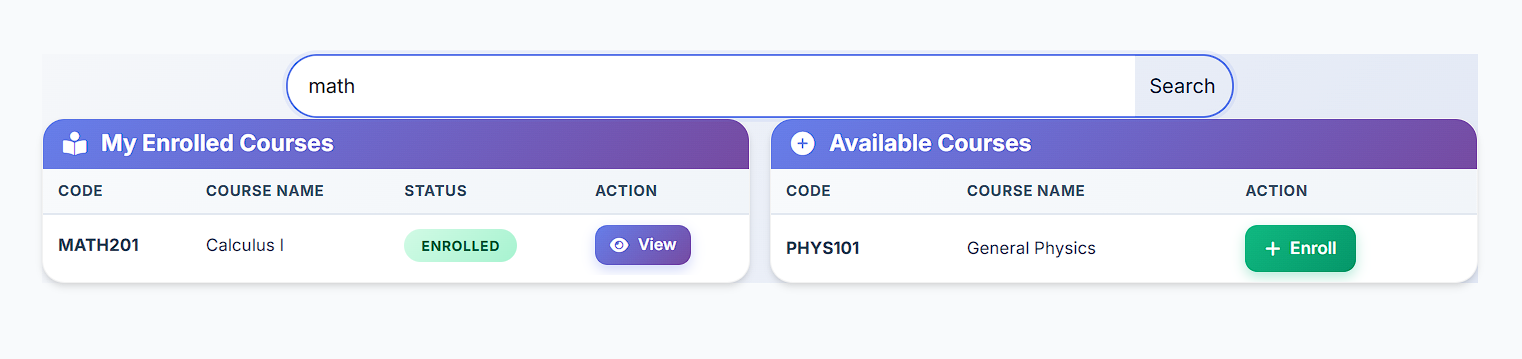 math
Search
My Enrolled Courses
CODE COURSE NAME STATUS ACTION
MATH201 Calculus I ENROLLED View
Available Courses
CODE COURSE NAME ACTION
PHYS101 General Physics Enroll